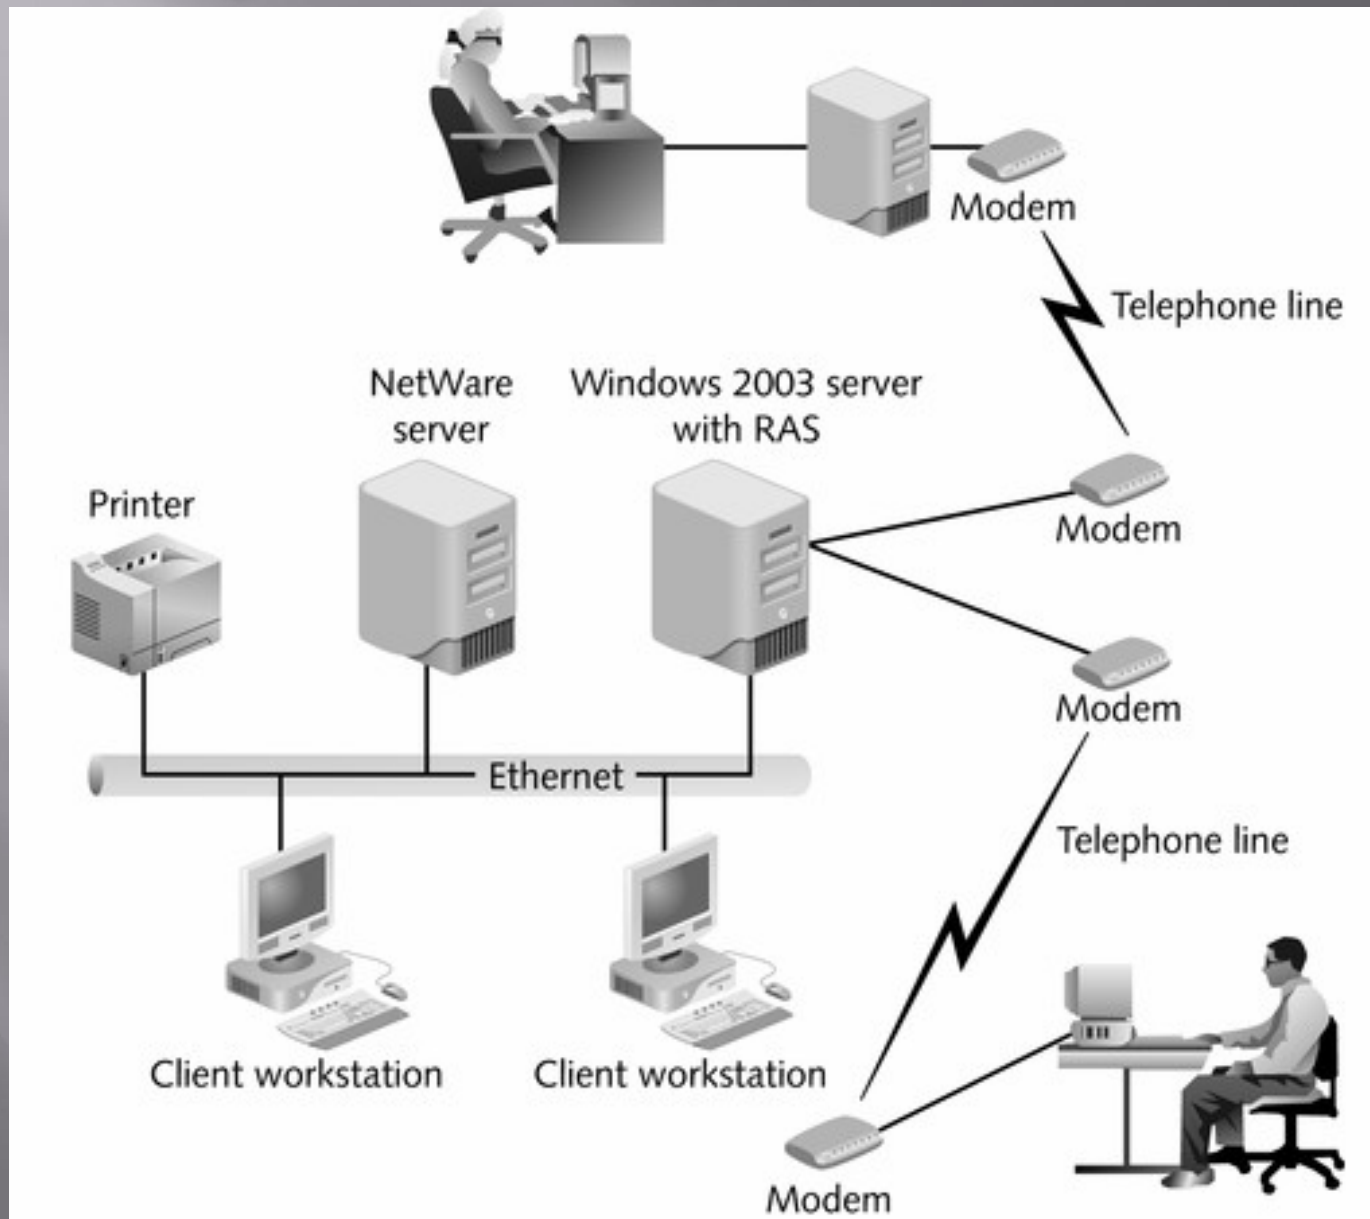 Modem
Telephone line
NetWare
server
Windows 2003 server
with RAS
Printer
Modem
Modem
Ethernet
Telephone line
Client workstation
Client workstation
Modem